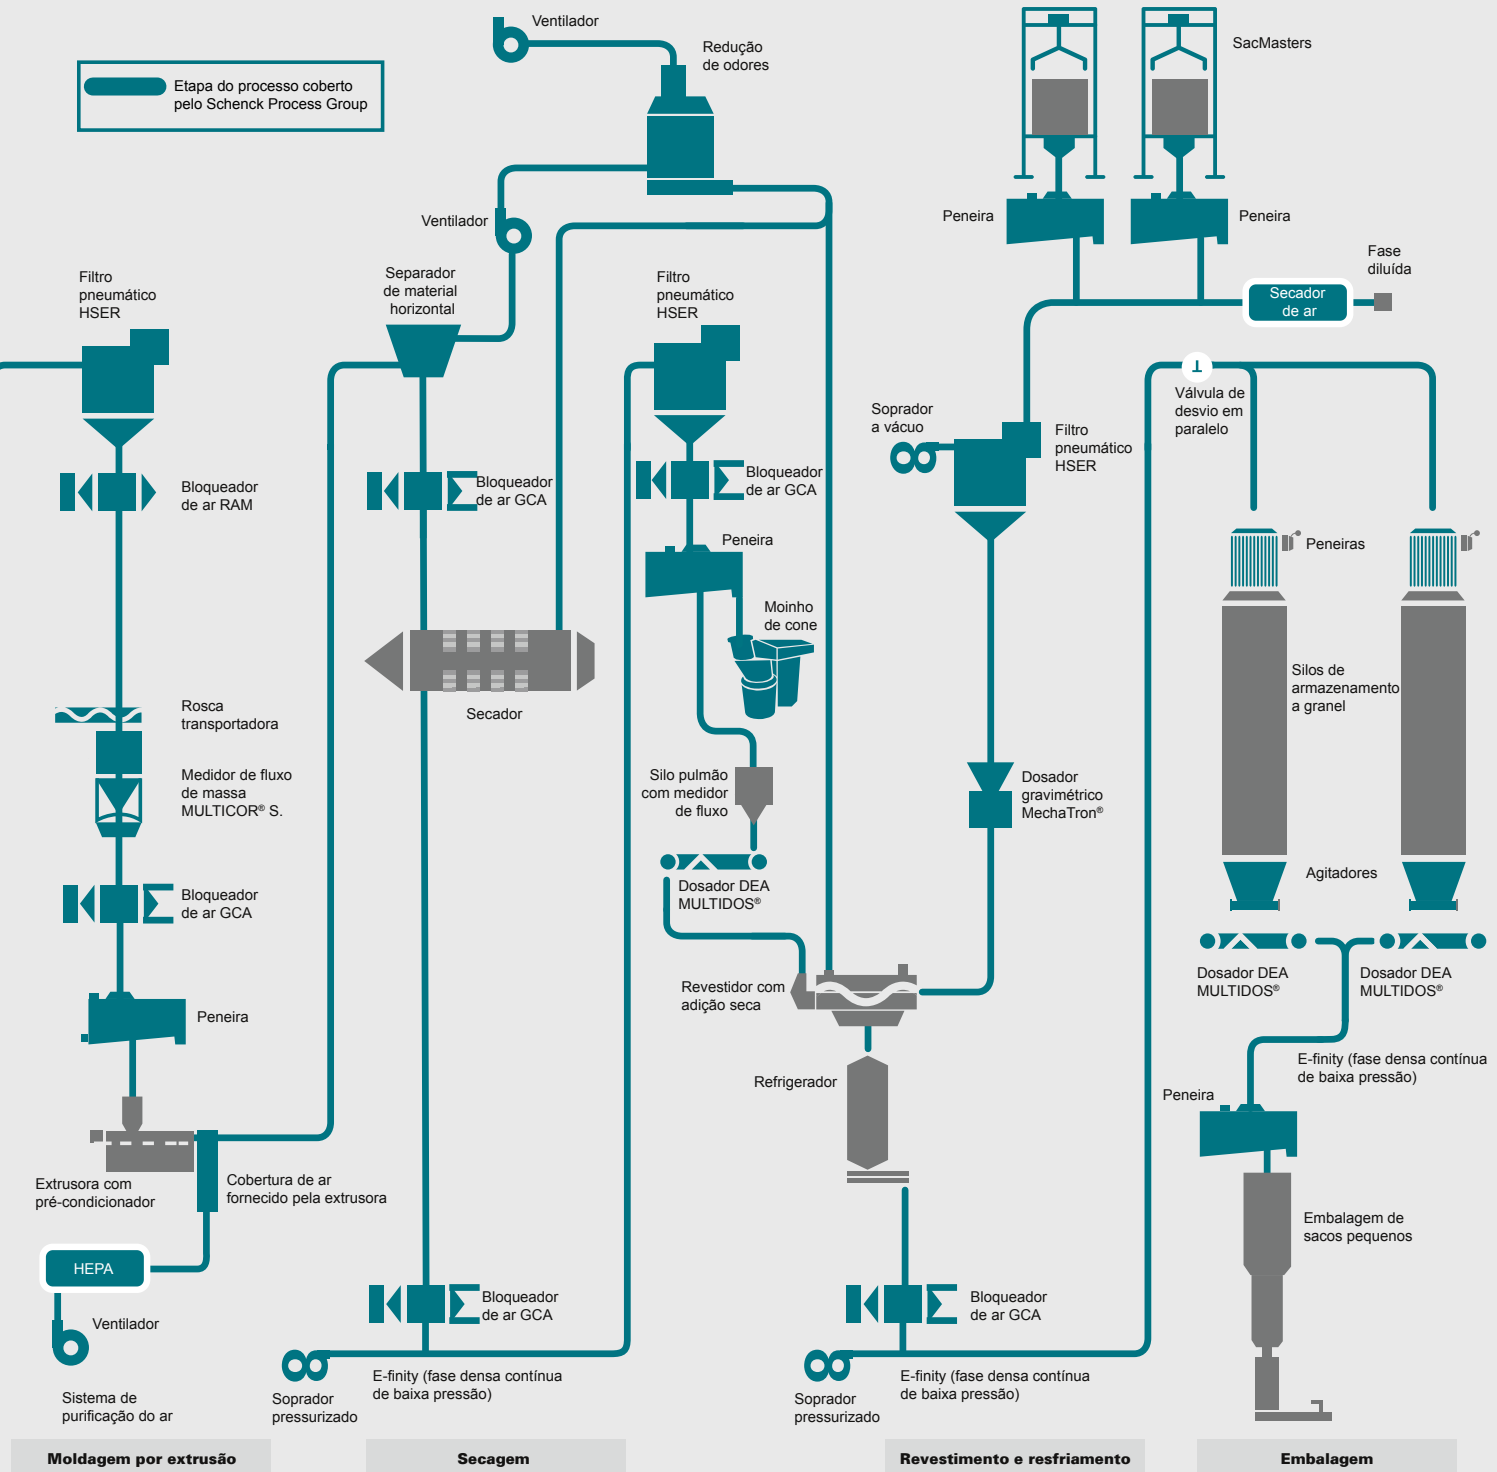 Etapa do processo coberto
pelo Schenck Process Group
Ventilador
Redução
de odores
SacMasters
Ventilador
Peneira
Peneira
Fase
diluída
Secador
de ar
Filtro
pneumático
HSER
Separador
de material
horizontal
Filtro
pneumático
HSER
Válvula de
desvio em
paralelo
Soprador
a vácuo
Filtro
pneumático
HSER
Bloqueador
de ar RAM
Bloqueador
de ar GCA
Bloqueador
de ar GCA
Peneira
Peneiras
Moinho
de cone
Secador
Rosca
transportadora
Medidor de fluxo
de massa
MULTICOR® S.
Silo pulmão
com medidor
de fluxo
Dosador
gravimétrico
MechaTron®
Silos de
armazenamento
a granel
Bloqueador
de ar GCA
Dosador DEA
MULTIDOS®
Agitadores
Dosador DEA
MULTIDOS®
Dosador DEA
MULTIDOS®
Revestidor com
adição seca
Peneira
Refrigerador
E-finity (fase densa contínua
de baixa pressão)
Peneira
Extrusora com
pré-condicionador
Cobertura de ar
fornecido pela extrusora
Embalagem de
sacos pequenos
HEPA
Ventilador
Bloqueador
de ar GCA
Bloqueador
de ar GCA
Sistema de
purificação do ar
Soprador
pressurizado
E-finity (fase densa contínua
de baixa pressão)
Soprador
pressurizado
E-finity (fase densa contínua
de baixa pressão)
Moldagem por extrusão
Secagem
Revestimento e resfriamento
Embalagem